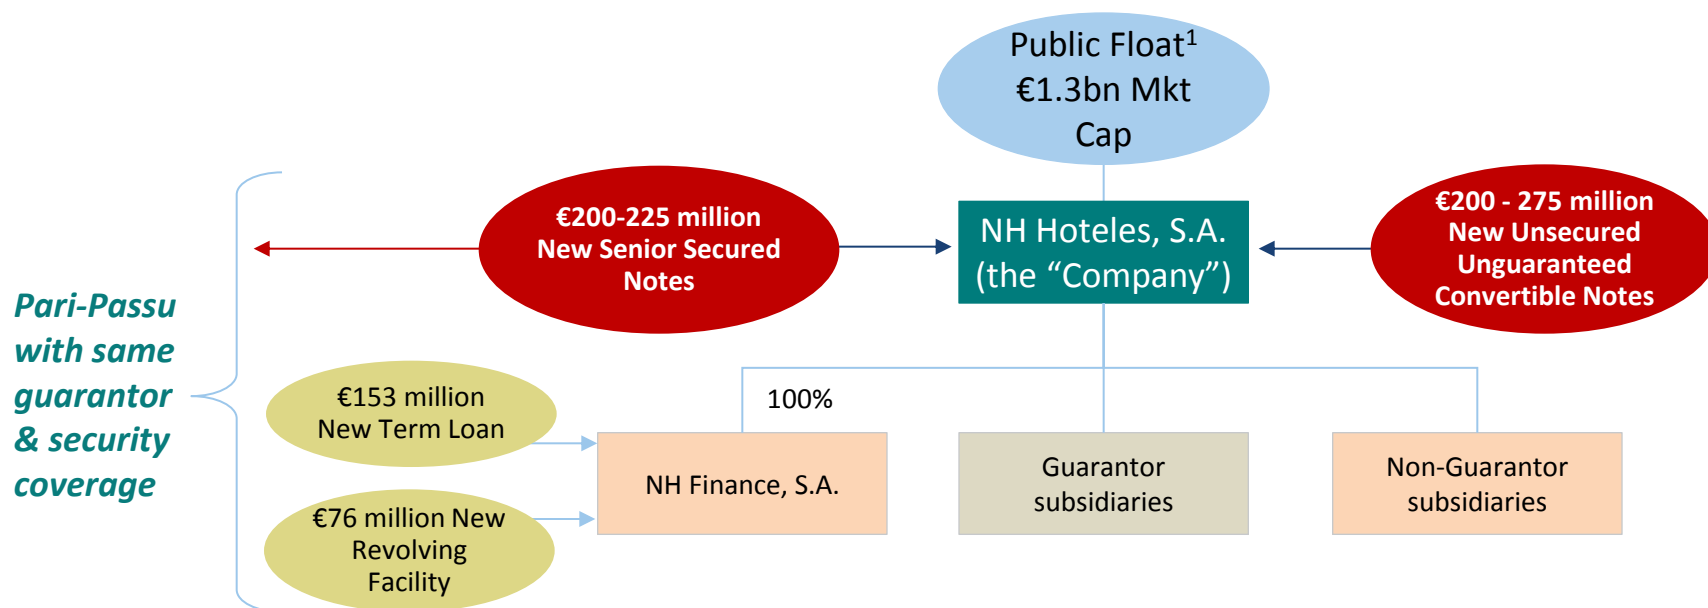 Public Float¹
€1.3bn Mkt
Cap
€200-225 million
New Senior Secured
Notes
NH Hoteles, S.A.
(the “Company”)
€200 - 275 million
New Unsecured
Unguaranteed
Convertible Notes
Pari-Passu
with same
guarantor
& security
coverage
€153 million
New Term Loan
100%
€76 million New
Revolving
Facility
NH Finance, S.A.
Guarantor
subsidiaries
Non-Guarantor
subsidiaries